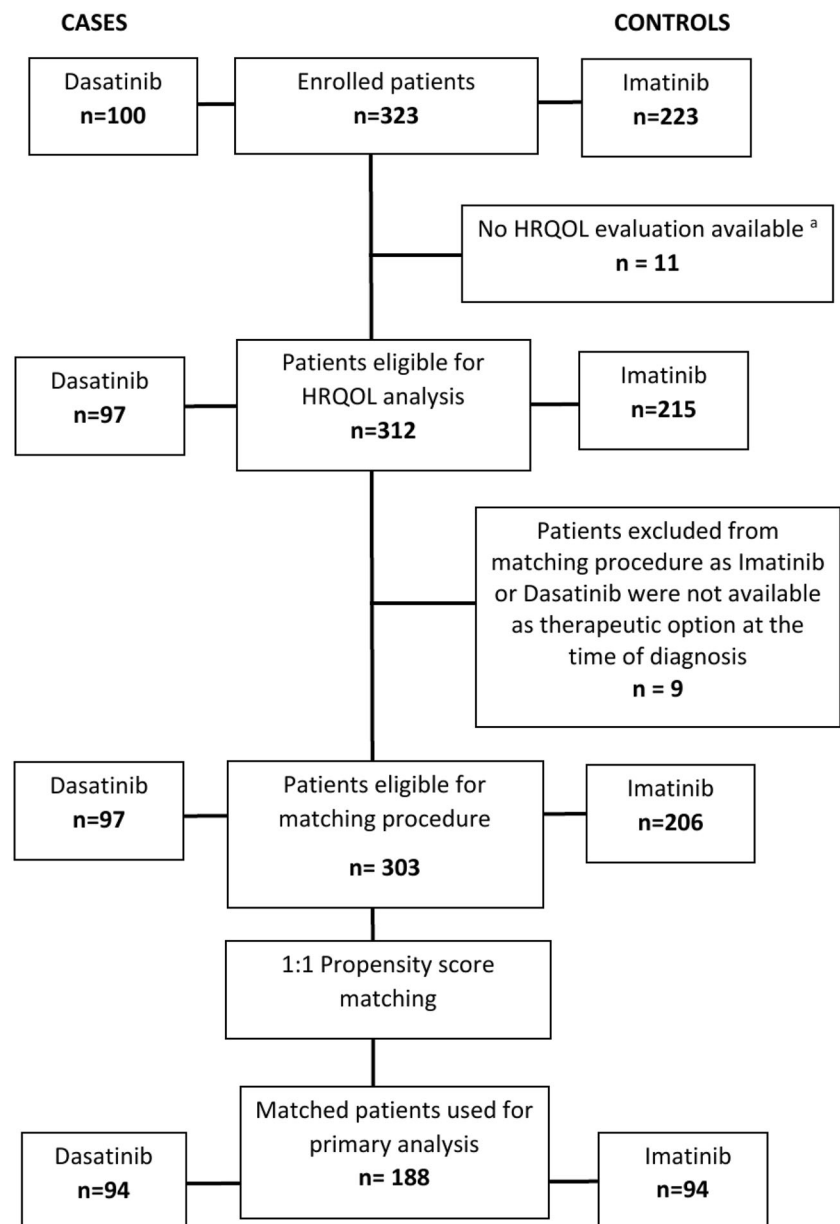 CASES
CONTROLS
Dasatinib
n=100
Enrolled patients
n=323
Imatinib
n=223
No HRQOL evaluation available a
n = 11
Dasatinib
n=97
Patients eligible for
HRQOL analysis
n=312
Imatinib
n=215
Patients excluded from
matching procedure as Imatinib
or Dasatinib were not available
as therapeutic option at the
time of diagnosis
n = 9
Dasatinib
n=97
Patients eligible for
matching procedure
n= 303
Imatinib
n=206
1:1 Propensity score
matching
Dasatinib
n=94
Matched patients used for
primary analysis
n= 188
Imatinib
n=94